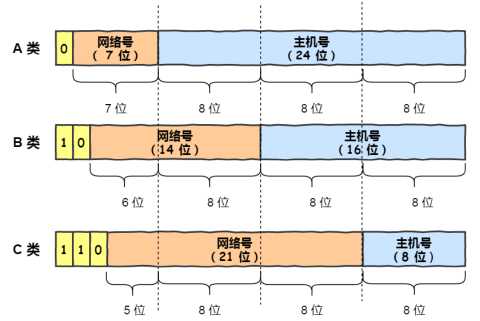 A 类
0
网络号
( 7 位 )
主机号
( 24 位 )
7 位
8 位
8 位
8 位
B 类
1 0
网络号
( 14 位 )
主机号
( 16 位 )
6 位
8 位
8 位
8 位
C 类
1 1 0
网络号
( 21 位 )
主机号
( 8 位 )
5 位
8 位
8 位
8 位